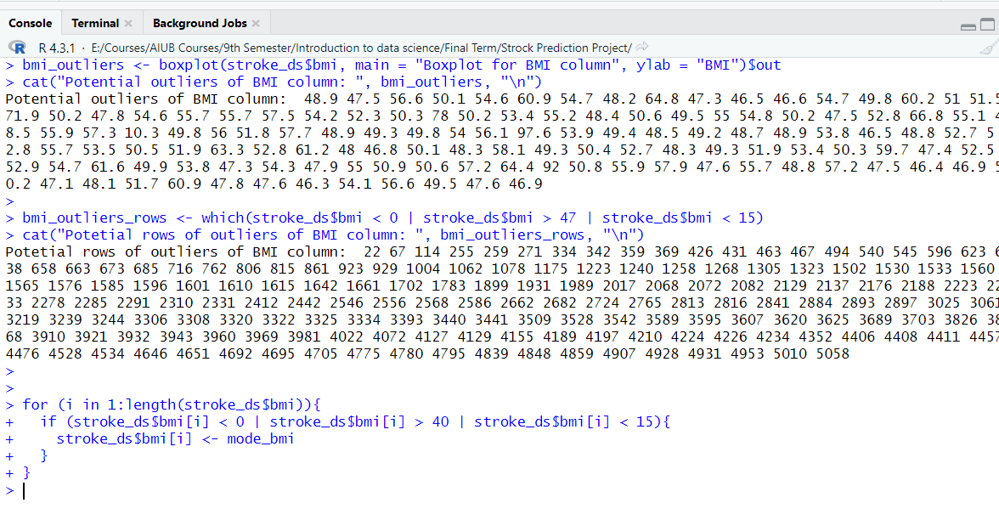 Console Terminal Background Jobs
R 4.3.1 · E:/Courses/AIUB Courses/9th Semester/Introduction to data science/Final Term/Strock Prediction Project/
> bmi_outliers <- boxplot(stroke_ds$bmi, main = "Boxplot for BMI column", ylab = "BMI")$out
> cat("Potential outliers of BMI column: ", bmi_outliers, "\n")
Potential outliers of BMI column:  48.9 47.5 56.6 50.1 54.6 60.9 54.7 48.2 64.8 47.3 46.5 46.6 54.7 49.8 60.2 51 51.5
71.9 50.2 47.8 54.6 55.7 55.7 57.5 54.2 52.3 50.3 78 50.2 53.4 55.2 48.4 50.6 49.5 55 54.8 50.2 47.5 52.8 66.8 55.1
8.5 55.9 57.3 10.3 49.8 56 51.8 57.7 48.9 49.3 49.8 54 56.1 97.6 53.9 49.4 48.5 49.2 48.7 48.9 53.8 46.5 48.8 52.7 5
2.8 55.7 53.5 50.5 51.9 63.3 52.8 61.2 48 46.8 50.1 48.3 58.1 49.3 50.4 52.7 48.3 49.3 51.9 53.4 50.3 59.7 47.4 52.5
52.9 54.7 61.6 49.9 53.8 47.3 54.3 47.9 55 50.9 50.6 57.2 64.4 92 50.8 55.9 57.9 47.6 55.7 48.8 57.2 47.5 46.4 46.9
0.2 47.1 48.1 51.7 60.9 47.8 47.6 46.3 54.1 56.6 49.5 47.6 46.9
>
> bmi_outliers_rows <- which(stroke_ds$bmi < 0 | stroke_ds$bmi > 47 | stroke_ds$bmi < 15)
> cat("Potetial rows of outliers of BMI column: ", bmi_outliers_rows, "\n")
Potetial rows of outliers of BMI column:  22 67 114 255 259 271 334 342 359 369 426 431 463 467 494 540 545 596 623
38 658 663 673 685 716 762 806 815 861 923 929 1004 1062 1078 1175 1223 1240 1258 1268 1305 1323 1502 1530 1533 1560
1565 1576 1585 1596 1601 1610 1615 1642 1661 1702 1783 1899 1931 1989 2017 2068 2072 2082 2129 2137 2176 2188 2223 22
33 2278 2285 2291 2310 2331 2412 2442 2546 2556 2568 2586 2662 2682 2724 2765 2813 2816 2841 2884 2893 2897 3025 3061
3219 3239 3244 3306 3308 3320 3322 3325 3334 3393 3440 3441 3509 3528 3542 3589 3595 3607 3620 3625 3689 3703 3826 38
68 3910 3921 3932 3943 3960 3969 3981 4022 4072 4127 4129 4155 4189 4197 4210 4224 4226 4234 4352 4406 4408 4411 4457
4476 4528 4534 4646 4651 4692 4695 4705 4775 4780 4795 4839 4848 4859 4907 4928 4931 4953 5010 5058
>
>
> for (i in 1:length(stroke_ds$bmi)){
+   if (stroke_ds$bmi[i] < 0 | stroke_ds$bmi[i] > 40 | stroke_ds$bmi[i] < 15){
+     stroke_ds$bmi[i] <- mode_bmi
+   }
+ }
>